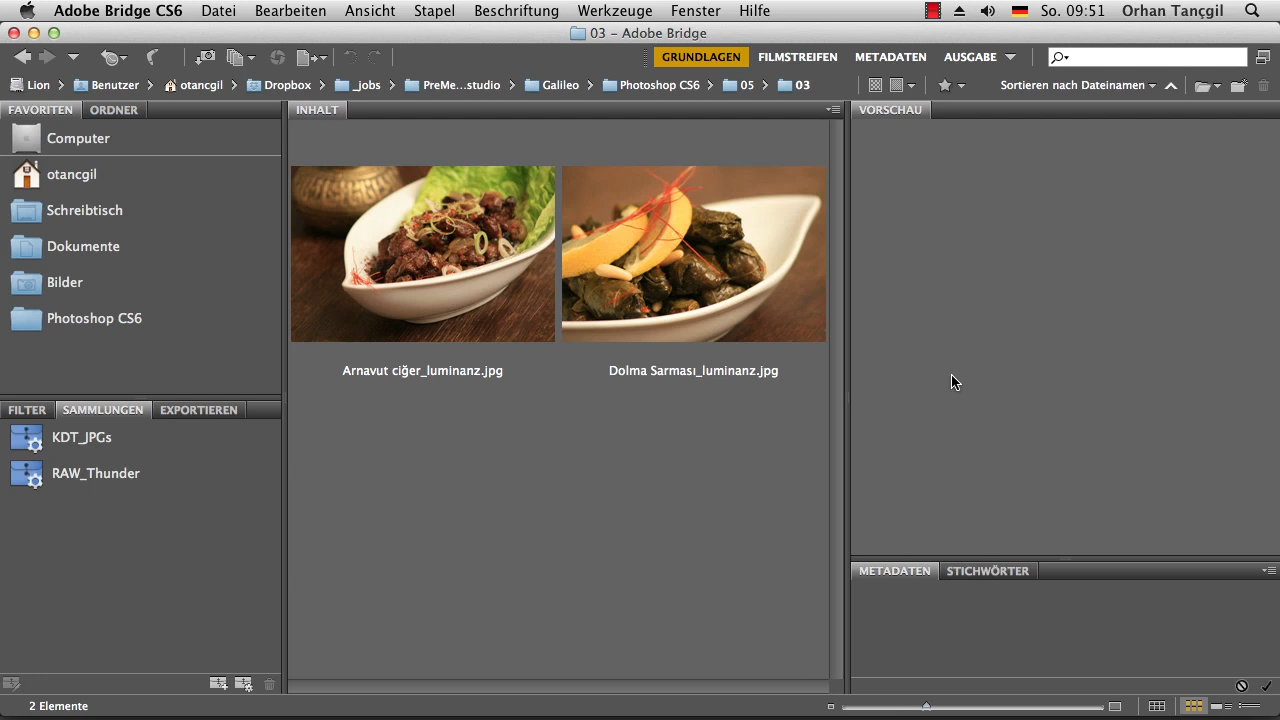 Adobe Bridge CS6 Datei Bearbeiten Ansicht Stapel Beschriftung Werkzeuge Fenster Hilfe So. 09:51 Orhan Tançgil
03 – Adobe Bridge
GRUNDLAGEN FILMSTREIFEN METADATEN AUSGABE
Lion Benutzer otancgil Dropbox _jobs PreMe...studio Galileo Photoshop CS6 05 03 Sortieren nach Dateinamen
FAVORITEN ORDNER
INHALT
VORSCHAU
Computer
otancgil
Schreibtisch
Dokumente
Bilder
Photoshop CS6
Arnavut ciğer_luminanz.jpg
Dolma Sarması_luminanz.jpg
FILTER SAMMLUNGEN EXPORTIEREN
KDT_JPGs
RAW_Thunder
METADATEN STICHWÖRTER
2 Elemente